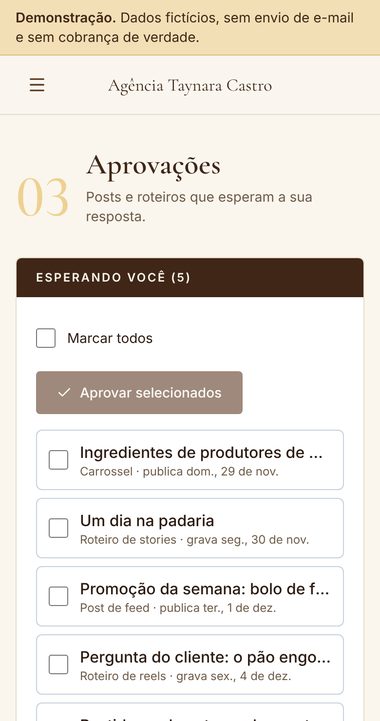 Demonstração. Dados fictícios, sem envio de e-mail
e sem cobrança de verdade.
Agência Taynara Castro
03
Aprovações
Posts e roteiros que esperam a sua
resposta.
ESPERANDO VOCÊ (5)
Marcar todos
Aprovar selecionados
Ingredientes de produtores de ...
Carrossel · publica dom., 29 de nov.
Um dia na padaria
Roteiro de stories · grava seg., 30 de nov.
Promoção da semana: bolo de f...
Post de feed · publica ter., 1 de dez.
Pergunta do cliente: o pão engo...
Roteiro de reels · grava sex., 4 de dez.